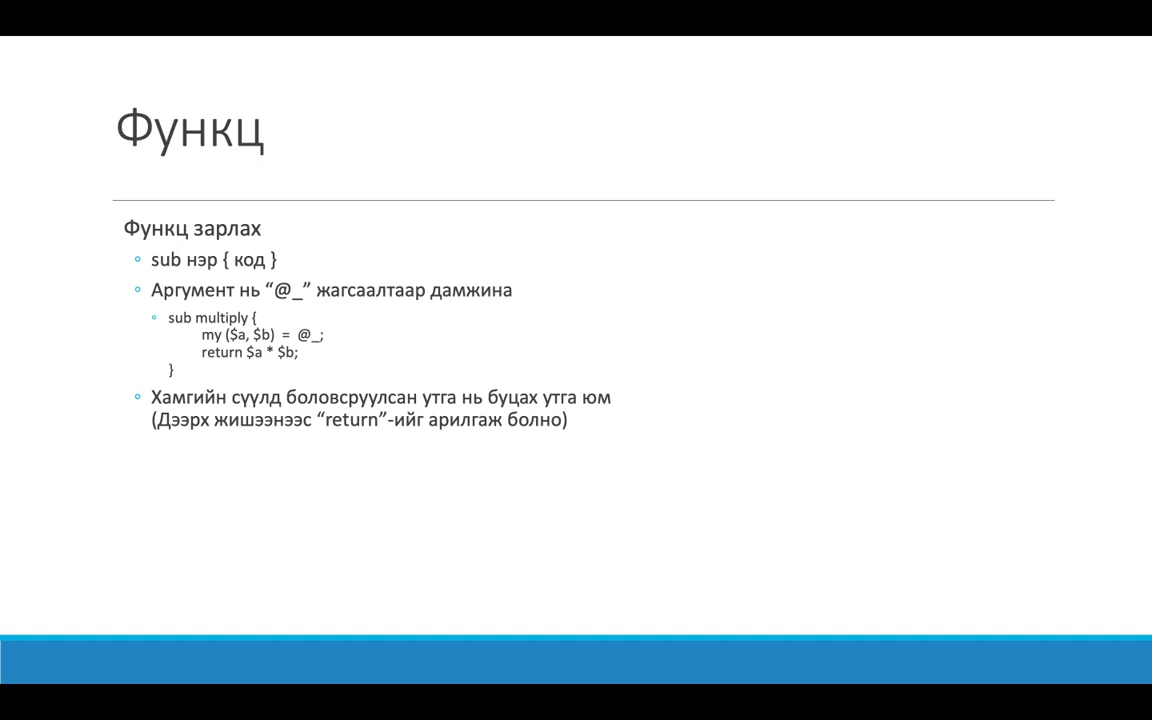 Функц
Функц зарлах
sub нэр { код }
Аргумент нь “@_” жагсаалтаар дамжина
sub multiply {
my ($a, $b) = @_;
return $a * $b;
}
Хамгийн сүүлд боловсруулсан утга нь буцах утга юм
(Дээрх жишээнээс “return”-ийг арилгаж болно)